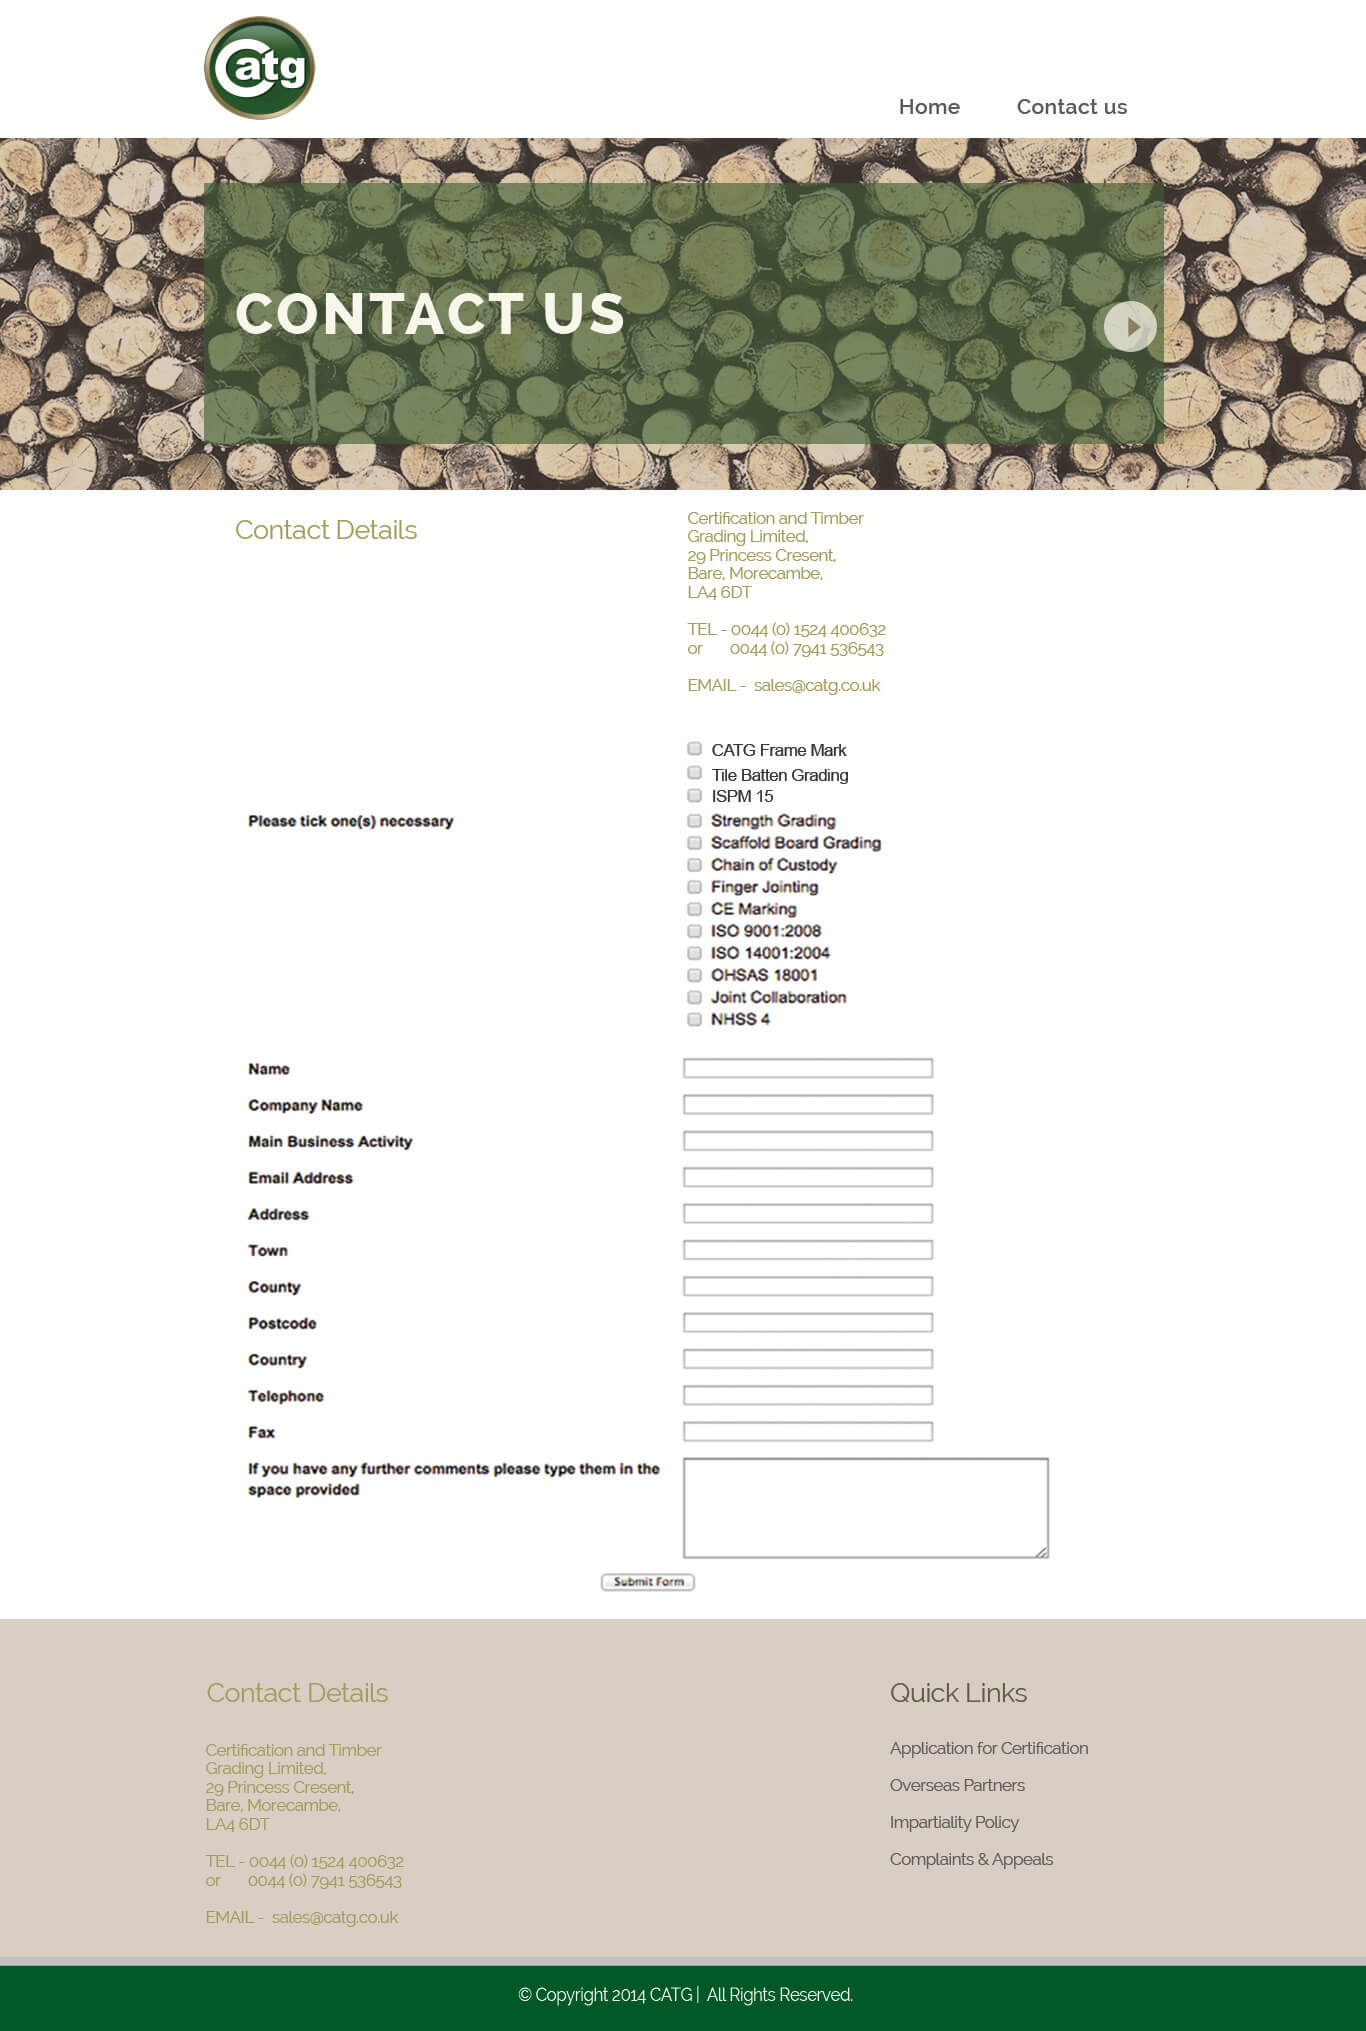 Catg
Home Contact us
CONTACT US
Contact Details
Certification and Timber
Grading Limited,
29 Princess Cresent,
Bare, Morecambe,
LA4 6DT
TEL - 0044 (0) 1524 400632
or 0044 (0) 7941 536543
EMAIL - sales@catg.co.uk
Please tick one(s) necessary
CATG Frame Mark
Tile Batten Grading
ISPM 15
Strength Grading
Scaffold Board Grading
Chain of Custody
Finger Jointing
CE Marking
ISO 9001:2008
ISO 14001:2004
OHSAS 18001
Joint Collaboration
NHSS 4
Name
Company Name
Main Business Activity
Email Address
Address
Town
County
Postcode
Country
Telephone
Fax
If you have any further comments please type them in the
space provided
Submit Form
Contact Details
Certification and Timber
Grading Limited,
29 Princess Cresent,
Bare, Morecambe,
LA4 6DT
TEL - 0044 (0) 1524 400632
or 0044 (0) 7941 536543
EMAIL - sales@catg.co.uk
Quick Links
Application for Certification
Overseas Partners
Impartiality Policy
Complaints & Appeals
© Copyright 2014 CATG | All Rights Reserved.